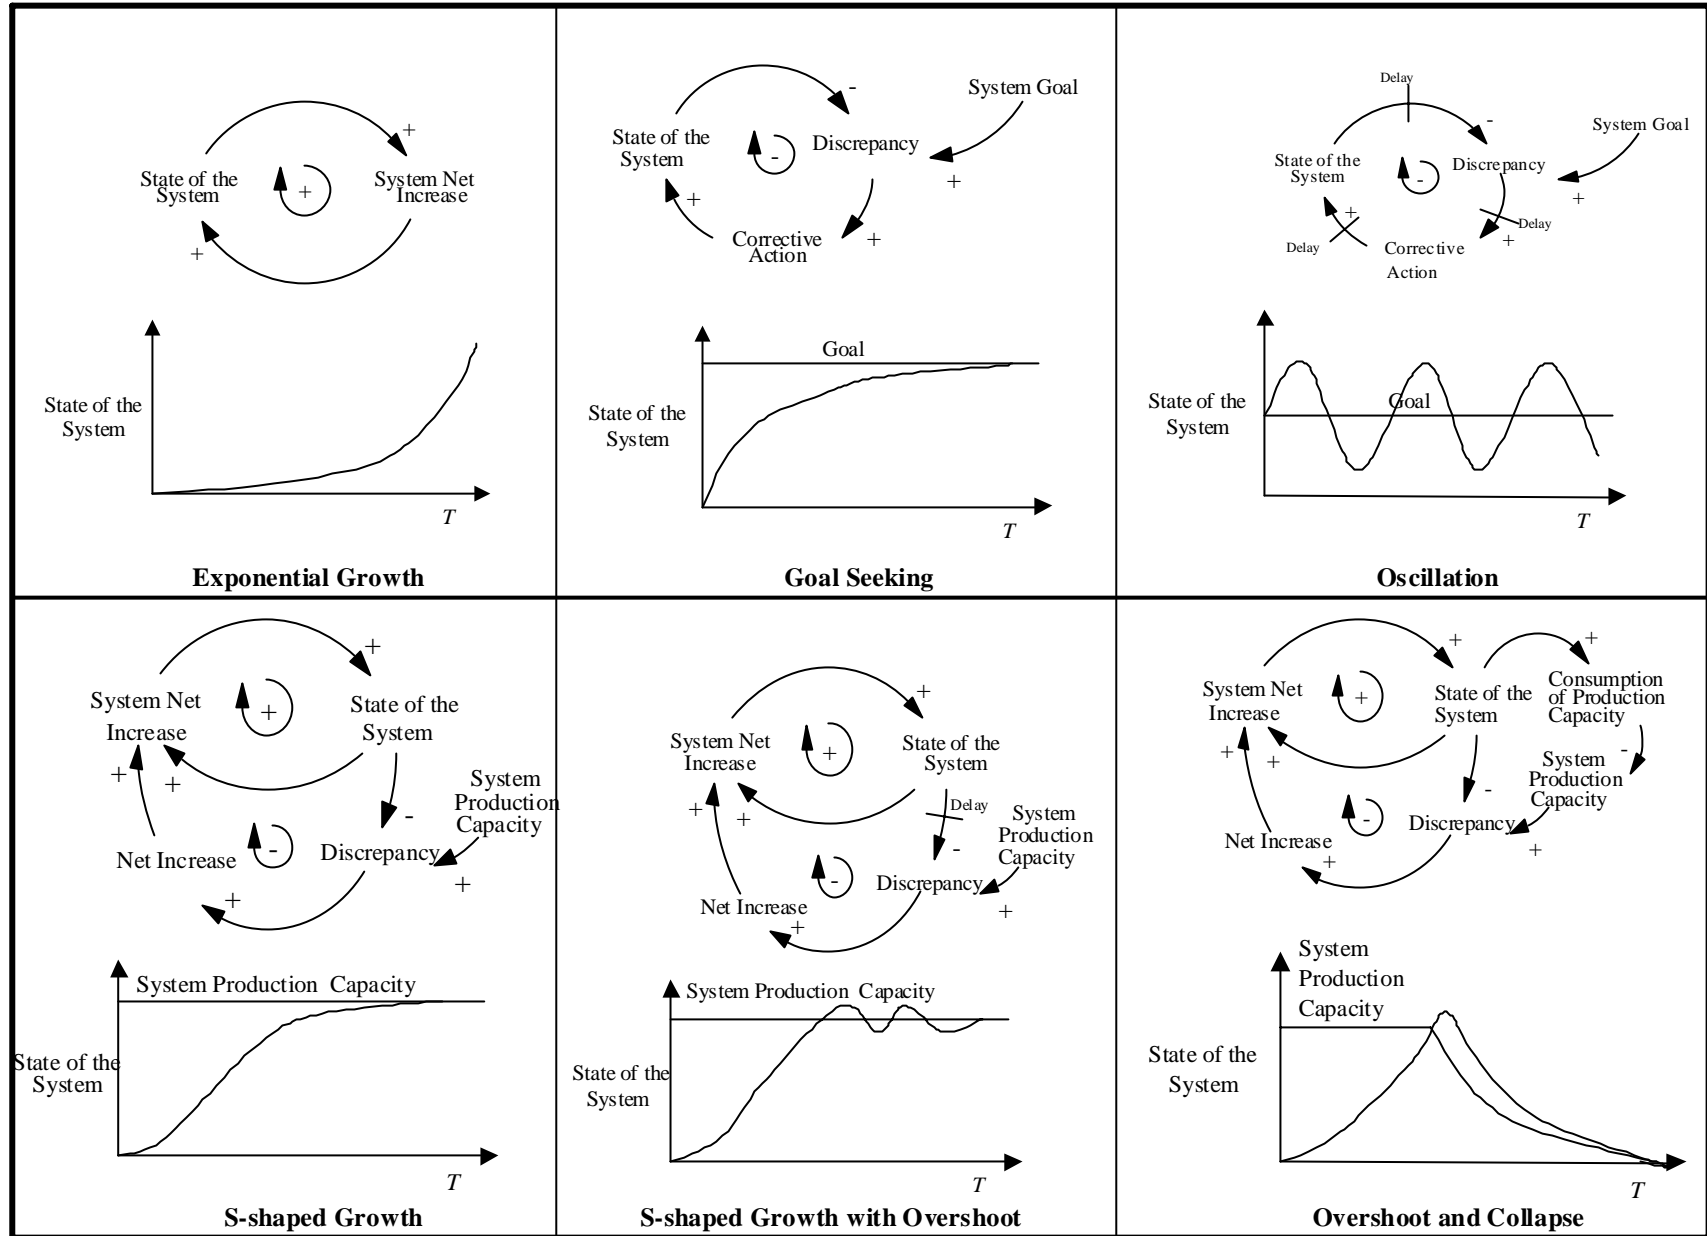 Delay
-
+
State of the
System
+
System Net
Increase
+
State of the
System
T
Exponential Growth
-
System Goal
State of the
System
-
Discrepancy
+
+
+
Corrective
Action
Goal
State of the
System
T
Goal Seeking
-
System Goal
State of the
System
-
Discrepancy
+
+
Delay
+
Delay
Corrective
Action
State of the
System
Goal
T
Oscillation
+
System Net
Increase
+
State of the
System
+
+
System
Production
Capacity
-
Net Increase
-
Discrepancy
+
+
System Production Capacity
State of the
System
T
S-shaped Growth
+
System Net
Increase
+
State of the
System
+
+
Delay
System
Production
Capacity
-
-
Discrepancy
Net Increase
+
+
System Production Capacity
State of the
System
T
S-shaped Growth with Overshoot
+
+
System Net
Increase
+
State of the
System
Consumption
of Production
Capacity
+
+
-
System
Production
Capacity
-
-
Discrepancy
Net Increase
+
+
System
Production
Capacity
State of the
System
T
Overshoot and Collapse